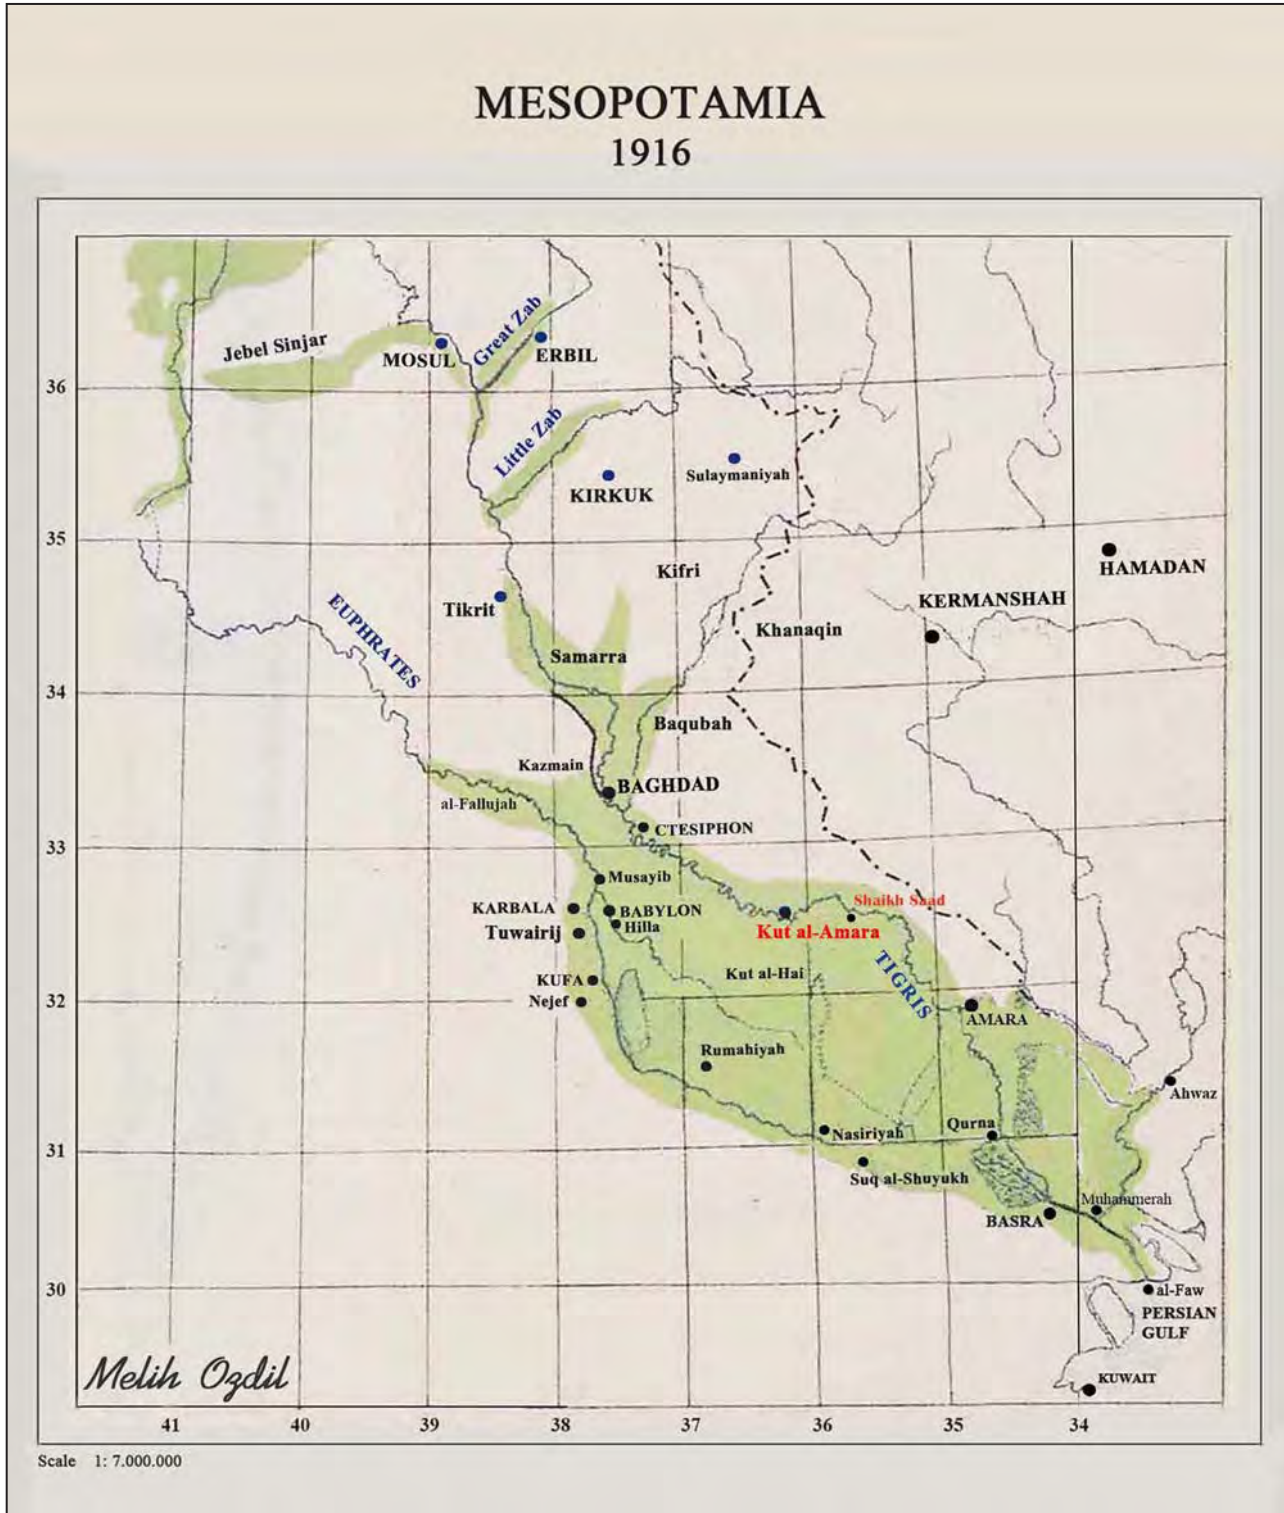 MESOPOTAMIA
1916
Great Zab
Jebel Sinjar
MOSUL
ERBIL
36
Little Zab
KIRKUK
Sulaymaniyah
35
HAMADAN
Kifri
KERMANSHAH
Tikrit
EUPHRATES
Khanaqin
Samarra
34
Baqubah
Kazmain
BAGHDAD
al-Fallujah
CTESIPHON
33
Musayib
Shaikh Saad
KARBALA
BABYLON
Hilla
Tuwairij
Kut al-Amara
Kut al-Hai
TIGRIS
KUFA
Nejef
32
AMARA
Rumahiyah
Ahwaz
Qurna
Nasiriyah
31
Suq al-Shuyukh
Muhammerah
BASRA
30
al-Faw
PERSIAN
GULF
KUWAIT
Melih Ozdil
41 40 39 38 37 36 35 34
Scale 1: 7.000.000